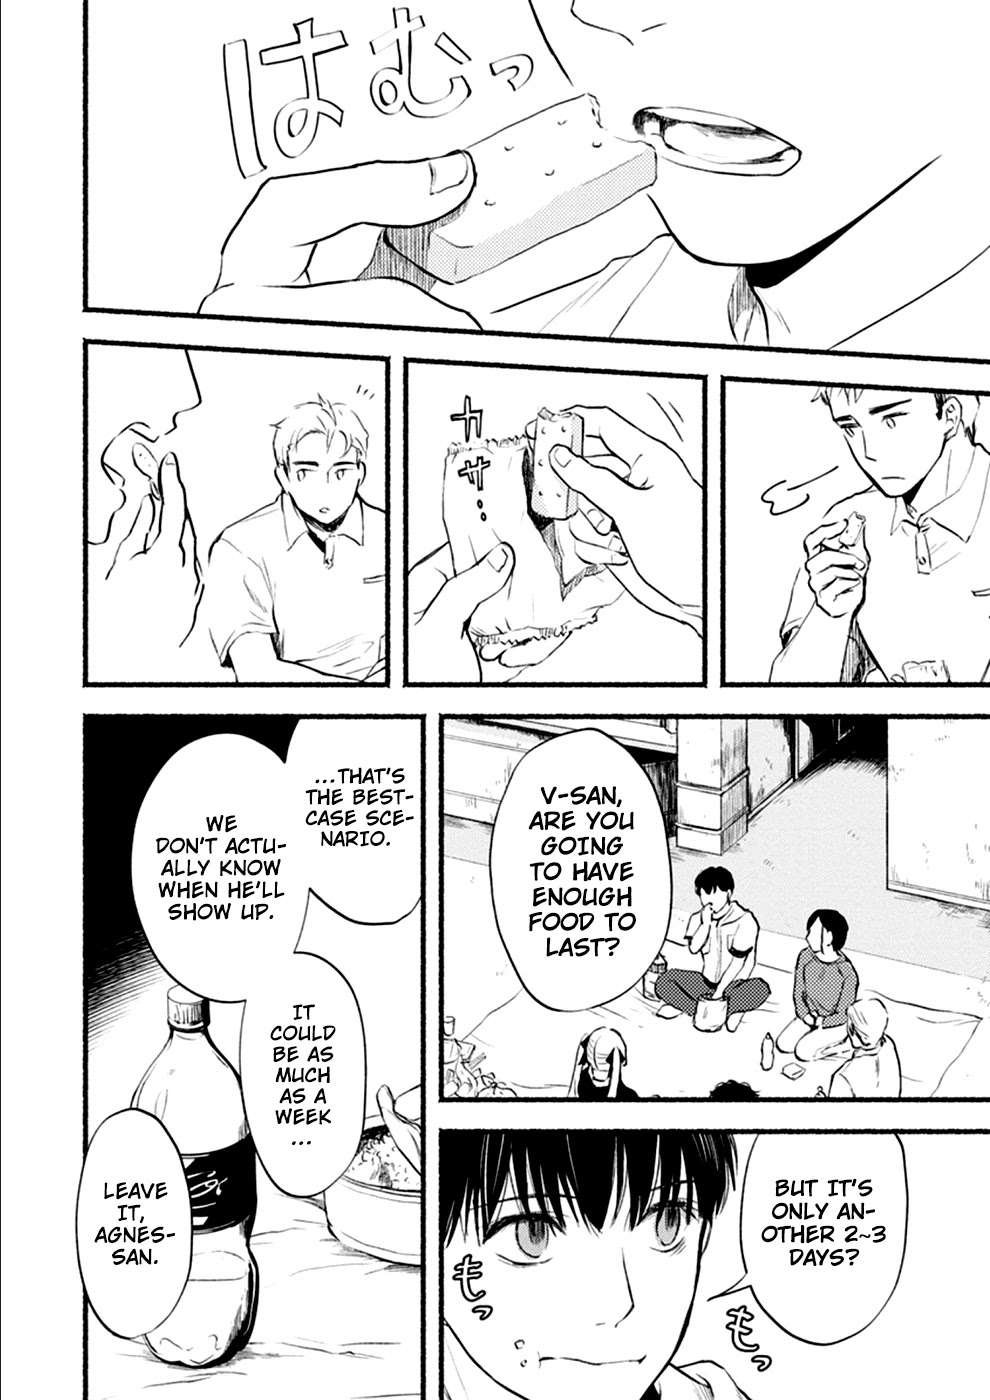 はむっ
カサ…
V-SAN,
ARE YOU
GOING
TO HAVE
ENOUGH
FOOD TO
LAST?
BUT IT'S
ONLY AN-
OTHER 2~3
DAYS?
もっ
もっ
...THAT'S
THE BEST-
CASE SCE-
NARIO.
WE
DON'T ACTU-
ALLY KNOW
WHEN HE'LL
SHOW UP.
IT
COULD
BE AS
MUCH
AS A
WEEK
...
LEAVE
IT,
AGNES-
SAN.